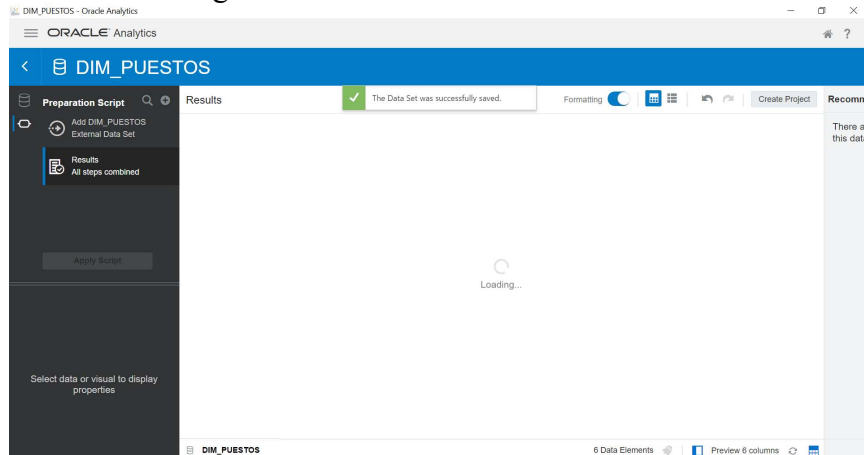 DIM_PUESTOS - Oracle Analytics
ORACLE Analytics
?
DIM_PUESTOS
Preparation Script
Add DIM_PUESTOS
External Data Set
Results
All steps combined
Apply Script
Select data or visual to display
properties
Results
The Data Set was successfully saved.
Formatting
Create Project
Loading...
DIM_PUESTOS
6 Data Elements
Preview 6 columns
Recomm
There a
this dat